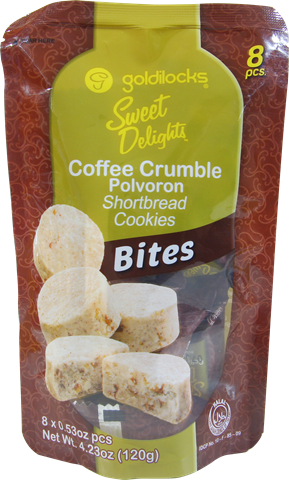 8
pcs.
goldilocks
Sweet
Delights
Coffee Crumble
Polvoron
Shortbread
Cookies
Bites
8 x 0.53oz pcs
Net Wt. 4.23oz (120g)
HALAL